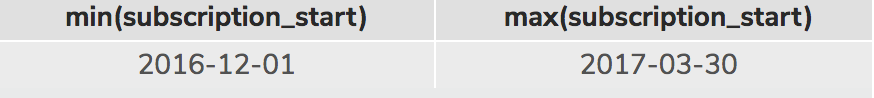 min(subscription_start) max(subscription_start)
2016-12-01 2017-03-30